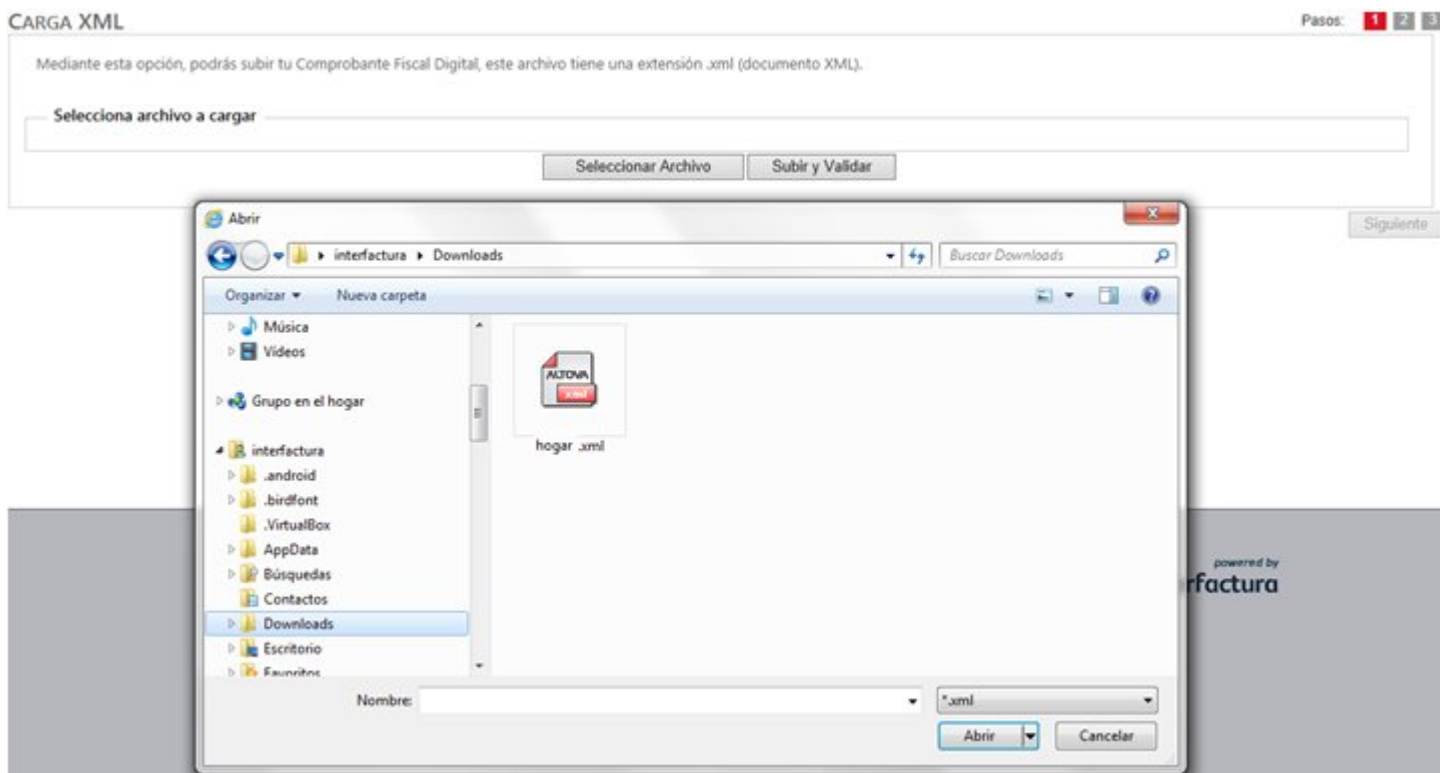 CARGA XML
Pasos: 1 2 3
Mediante esta opción, podrás subir tu Comprobante Fiscal Digital, este archivo tiene una extensión .xml (documento XML).
Selecciona archivo a cargar
Seleccionar Archivo
Subir y Validar
Siguiente
Abrir
interfactura Downloads
Buscar Downloads
Organizar
Nueva carpeta
Música
Vídeos
Grupo en el hogar
interfactura
.android
.birdfont
.VirtualBox
AppData
Búsquedas
Contactos
Downloads
Escritorio
Favoritos
ALTOVA
.xml
hogar .xml
Nombre:
*.xml
Abrir
Cancelar
powered by
rfactura